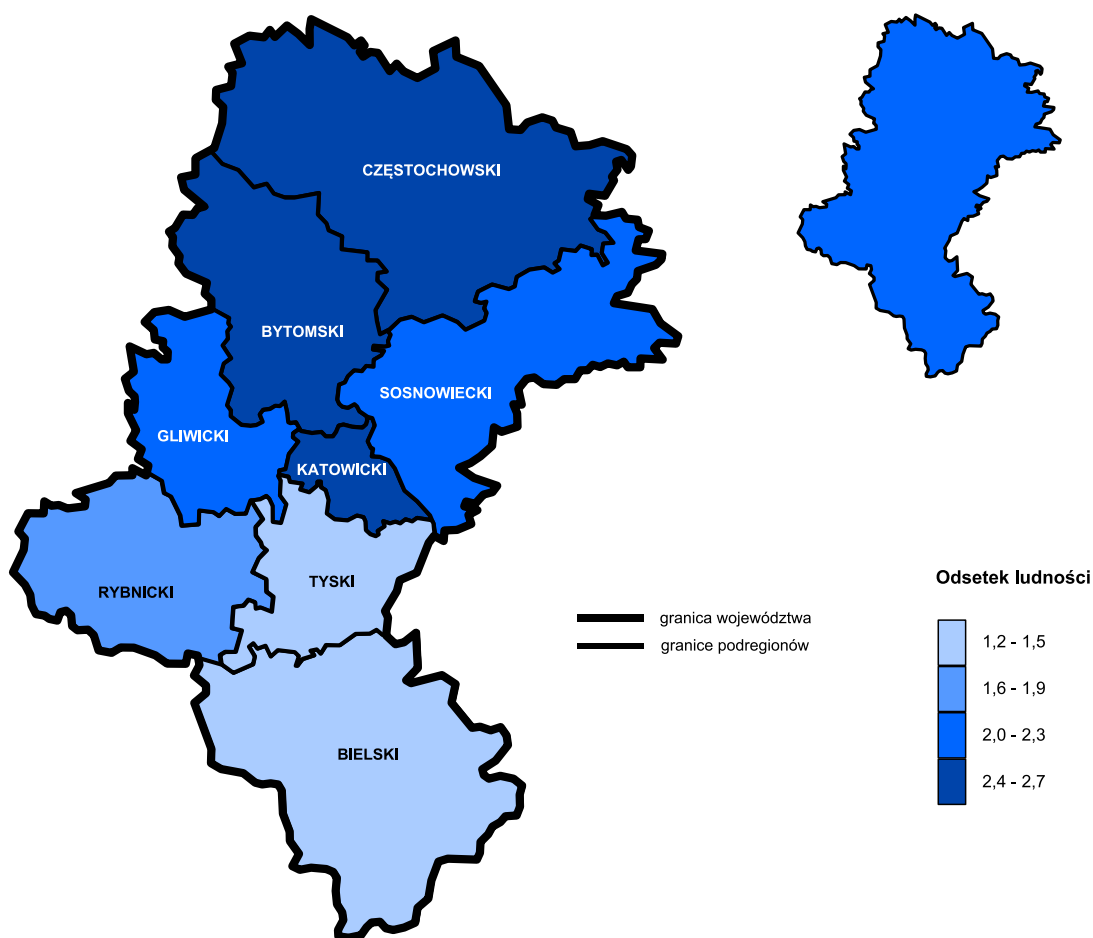 CZĘSTOCHOWSKI
BYTOMSKI
SOSNOWIECKI
GLIWICKI
KATOWICKI
RYBNICKI
TYSKI
BIELSKI
granica województwa
granice podregionów
Odsetek ludności
1,2 - 1,5
1,6 - 1,9
2,0 - 2,3
2,4 - 2,7